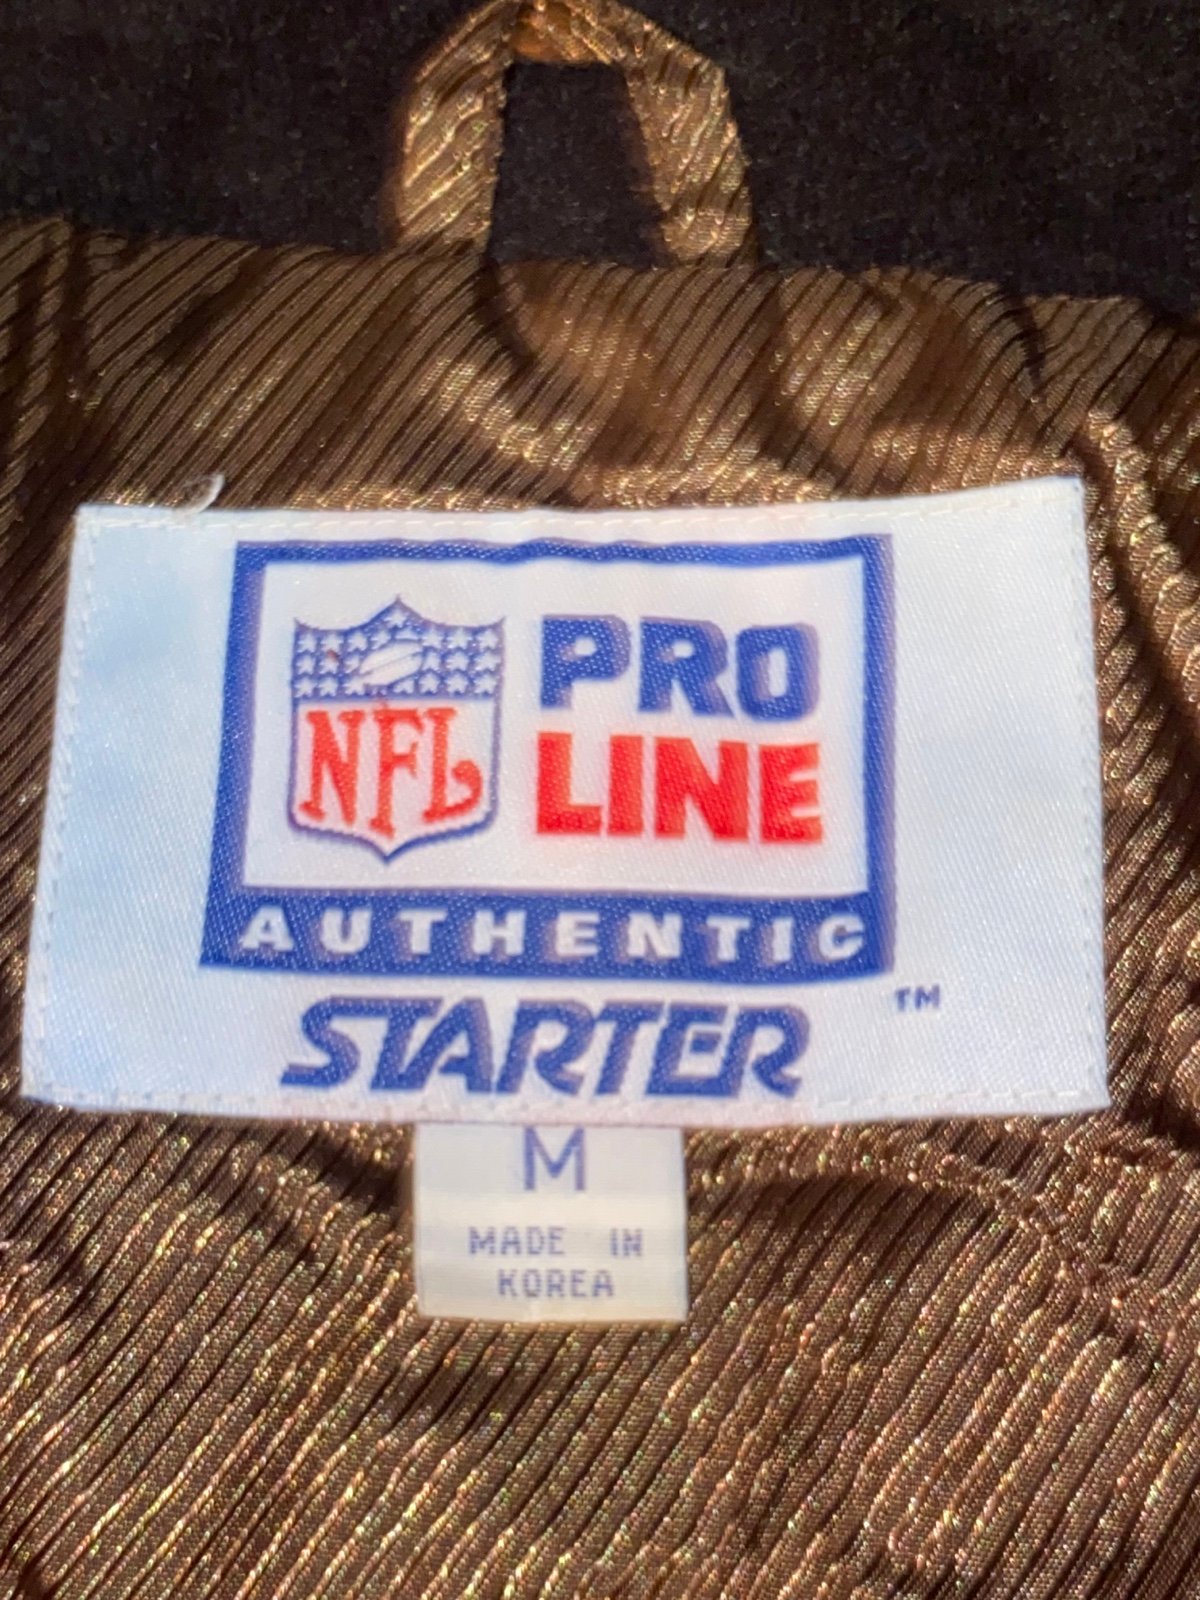 NFL
PRO
LINE
AUTHENTIC
STARTER ™
M
MADE IN
KOREA